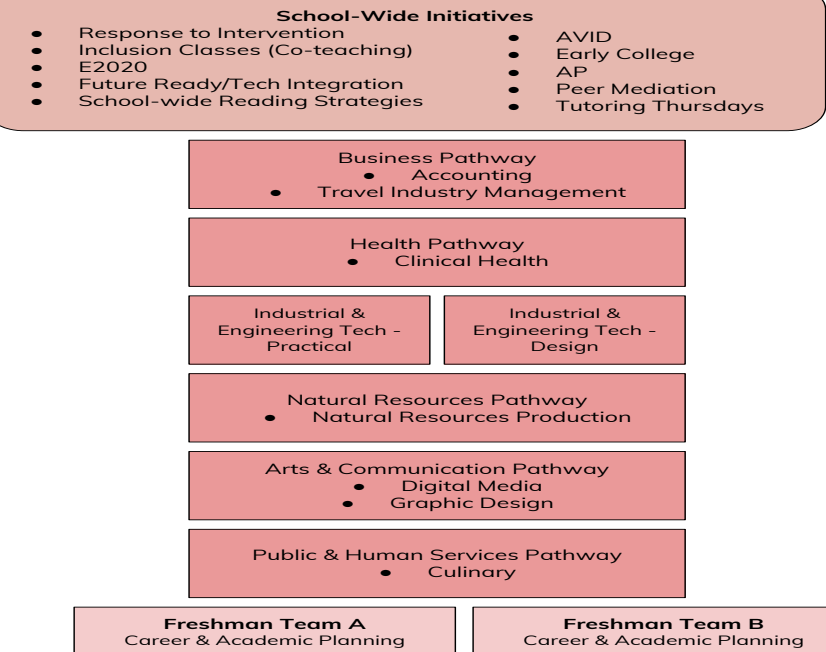 School-Wide Initiatives
● Response to Intervention
● Inclusion Classes (Co-teaching)
● E2020
● Future Ready/Tech Integration
● School-wide Reading Strategies
● AVID
● Early College
● AP
● Peer Mediation
● Tutoring Thursdays
Business Pathway
● Accounting
● Travel Industry Management
Health Pathway
● Clinical Health
Industrial &
Engineering Tech -
Practical
Industrial &
Engineering Tech -
Design
Natural Resources Pathway
● Natural Resources Production
Arts & Communication Pathway
● Digital Media
● Graphic Design
Public & Human Services Pathway
● Culinary
Freshman Team A
Career & Academic Planning
Freshman Team B
Career & Academic Planning